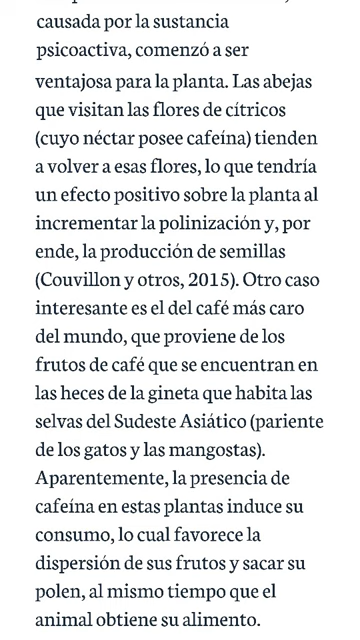 causada por la sustancia
psicoactiva, comenzó a ser
ventajosa para la planta. Las abejas
que visitan las flores de cítricos
(cuyo néctar posee cafeína) tienden
a volver a esas flores, lo que tendría
un efecto positivo sobre la planta al
incrementar la polinización y, por
ende, la producción de semillas
(Couvillon y otros, 2015). Otro caso
interesante es el del café más caro
del mundo, que proviene de los
frutos de café que se encuentran en
las heces de la gineta que habita las
selvas del Sudeste Asiático (pariente
de los gatos y las mangostas).
Aparentemente, la presencia de
cafeína en estas plantas induce su
consumo, lo cual favorece la
dispersión de sus frutos y sacar su
polen, al mismo tiempo que el
animal obtiene su alimento.